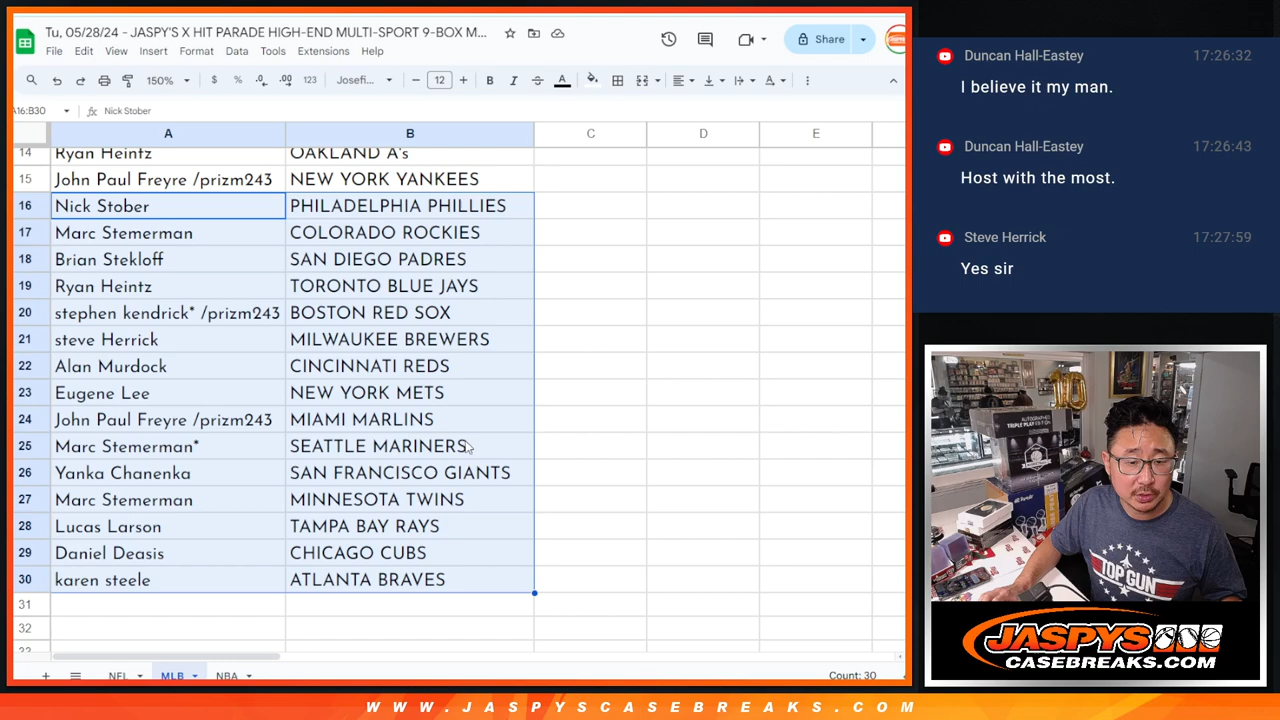 Tu, 05/28/24 - JASPY'S X HIT PARADE HIGH-END MULTI-SPORT 9-BOX M...
File Edit View Insert Format Data Tools Extensions Help
Share
150% $ % .0 .00 123 Josefi... 12 B I A
A16:B30 fx Nick Stober
A B C D E
14 Ryan Heintz OAKLAND A's
15 John Paul Freyre /prizm243 NEW YORK YANKEES
16 Nick Stober PHILADELPHIA PHILLIES
17 Marc Stemerman COLORADO ROCKIES
18 Brian Stekloff SAN DIEGO PADRES
19 Ryan Heintz TORONTO BLUE JAYS
20 stephen kendrick* /prizm243 BOSTON RED SOX
21 steve Herrick MILWAUKEE BREWERS
22 Alan Murdock CINCINNATI REDS
23 Eugene Lee NEW YORK METS
24 John Paul Freyre /prizm243 MIAMI MARLINS
25 Marc Stemerman* SEATTLE MARINERS
26 Yanka Chanenka SAN FRANCISCO GIANTS
27 Marc Stemerman MINNESOTA TWINS
28 Lucas Larson TAMPA BAY RAYS
29 Daniel Deasis CHICAGO CUBS
30 karen steele ATLANTA BRAVES
31
32
NFL MLB NBA Count: 30
Duncan Hall-Eastey 17:26:32
I believe it my man.
Duncan Hall-Eastey 17:26:43
Host with the most.
Steve Herrick 17:27:59
Yes sir
10
AUTOGRAPHED
TRIPLE PLAY
TOP GUN
JASPYS
CASEBREAKS.COM
WWW.JASPYSCASEBREAKS.COM